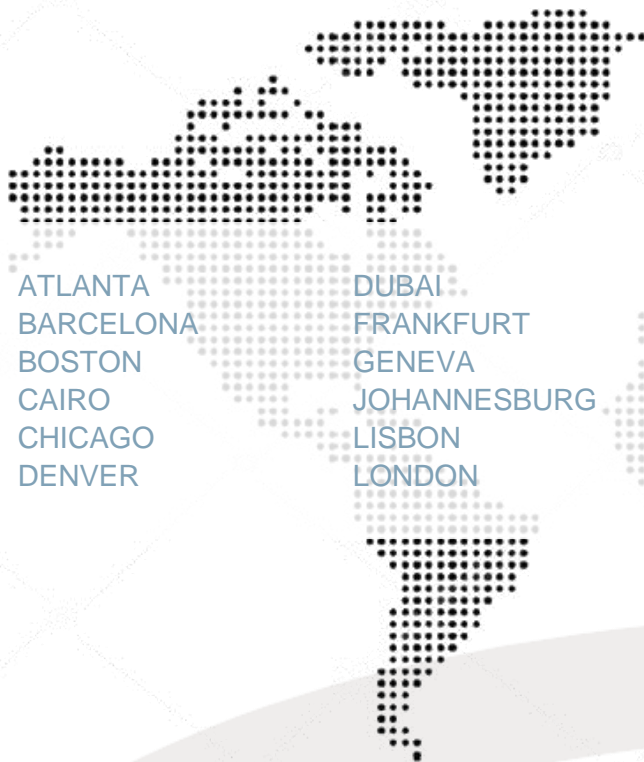 ATLANTA
BARCELONA
BOSTON
CAIRO
CHICAGO
DENVER
DUBAI
FRANKFURT
GENEVA
JOHANNESBURG
LISBON
LONDON